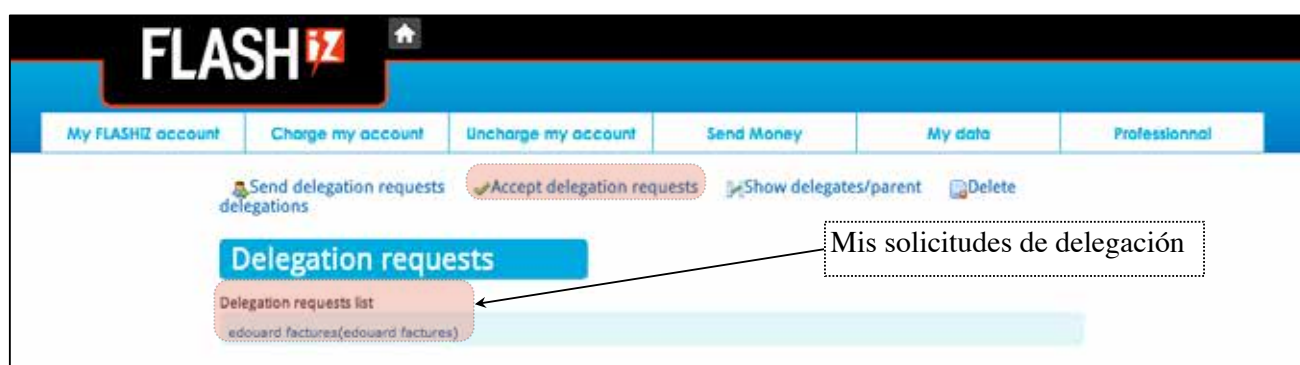 FLASHiZ
My FLASHIZ account Charge my account Uncharge my account Send Money My data Professionnal
Send delegation requests Accept delegation requests Show delegates/parent Delete
delegations
Mis solicitudes de delegación
Delegation requests
Delegation requests list
edouard factures(edouard factures)